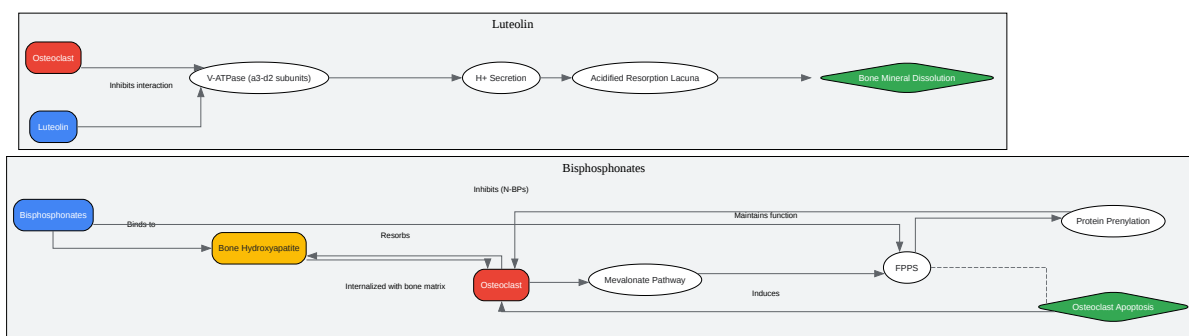 Luteolin
Osteoclast
V-ATPase (a3-d2 subunits)
H+ Secretion
Acidified Resorption Lacuna
Bone Mineral Dissolution
Inhibits interaction
Luteolin
Bisphosphonates
Inhibits (N-BPs)
Bisphosphonates
Maintains function
Protein Prenylation
Binds to
Resorbs
Bone Hydroxyapatite
FPPS
Mevalonate Pathway
Osteoclast
Internalized with bone matrix
Induces
Osteoclast Apoptosis